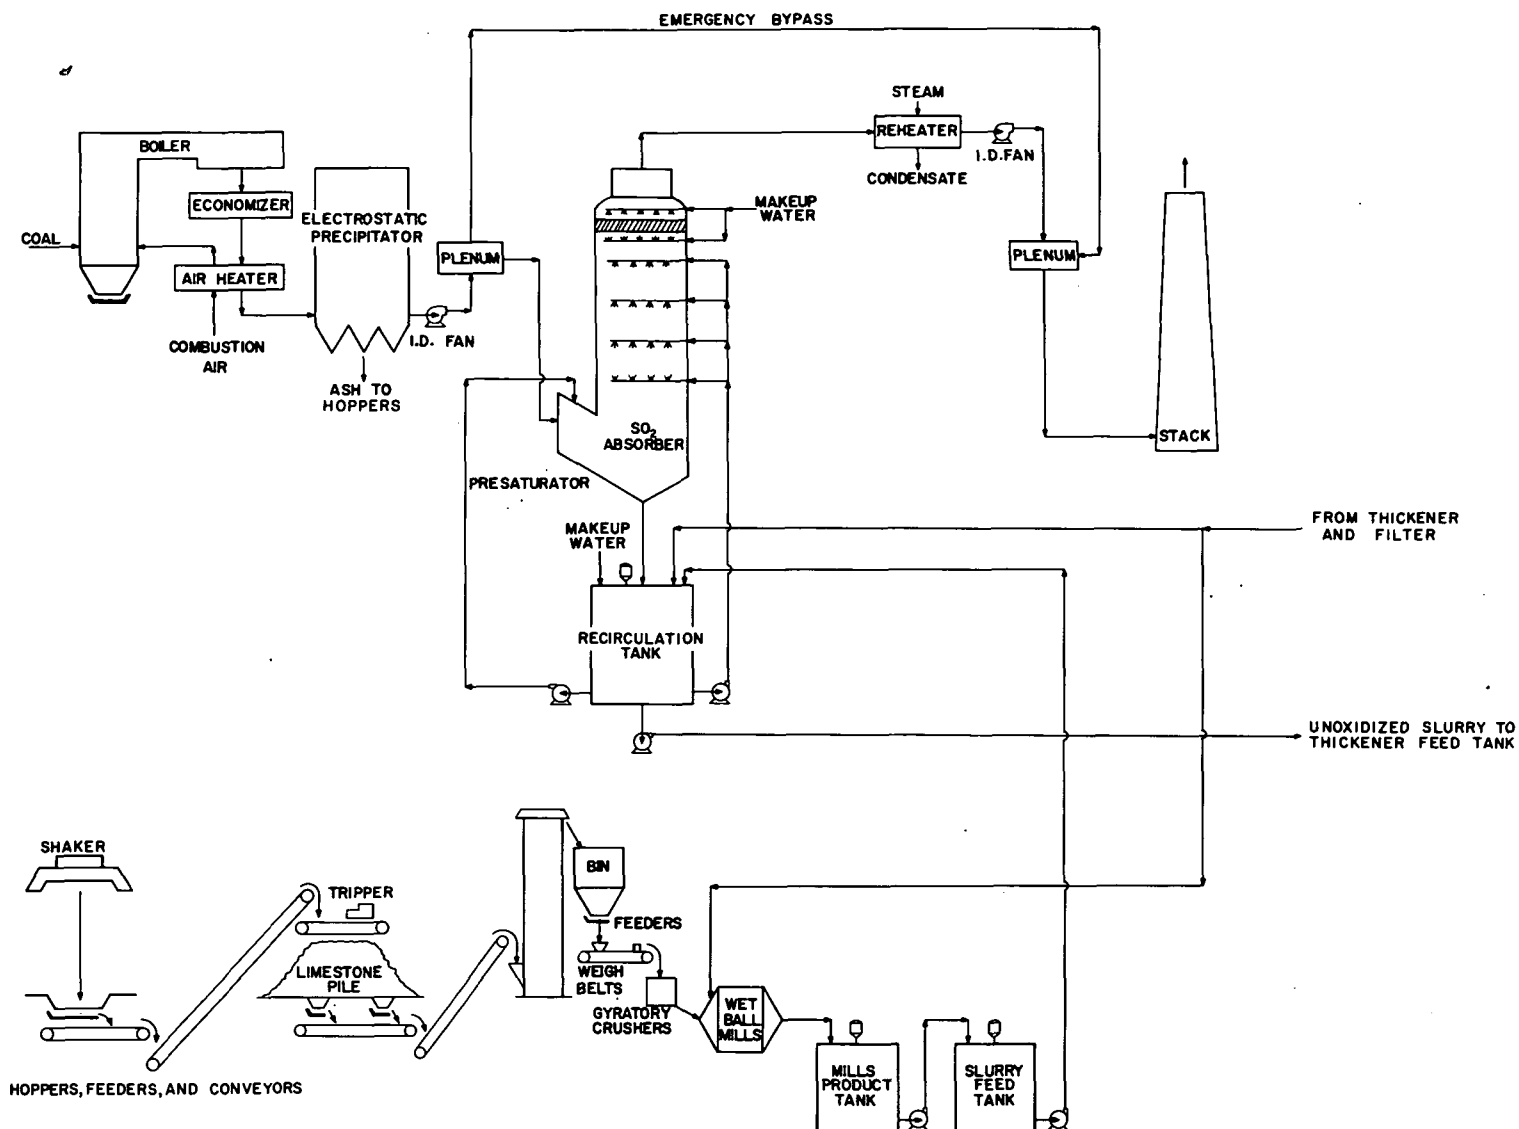 EMERGENCY BYPASS
STEAM
REHEATER
I.D. FAN
CONDENSATE
BOILER
ECONOMIZER
COAL
AIR HEATER
COMBUSTION
AIR
ELECTROSTATIC
PRECIPITATOR
I.D. FAN
ASH TO
HOPPERS
PLENUM
MAKEUP
WATER
PLENUM
STACK
SO2
ABSORBER
PRESATURATOR
MAKEUP
WATER
FROM THICKENER
AND FILTER
RECIRCULATION
TANK
UNOXIDIZED SLURRY TO
THICKENER FEED TANK
SHAKER
TRIPPER
LIMESTONE
PILE
BIN
FEEDERS
WEIGH
BELTS
GYRATORY
CRUSHERS
WET
BALL
MILLS
MILLS
PRODUCT
TANK
SLURRY
FEED
TANK
HOPPERS, FEEDERS, AND CONVEYORS